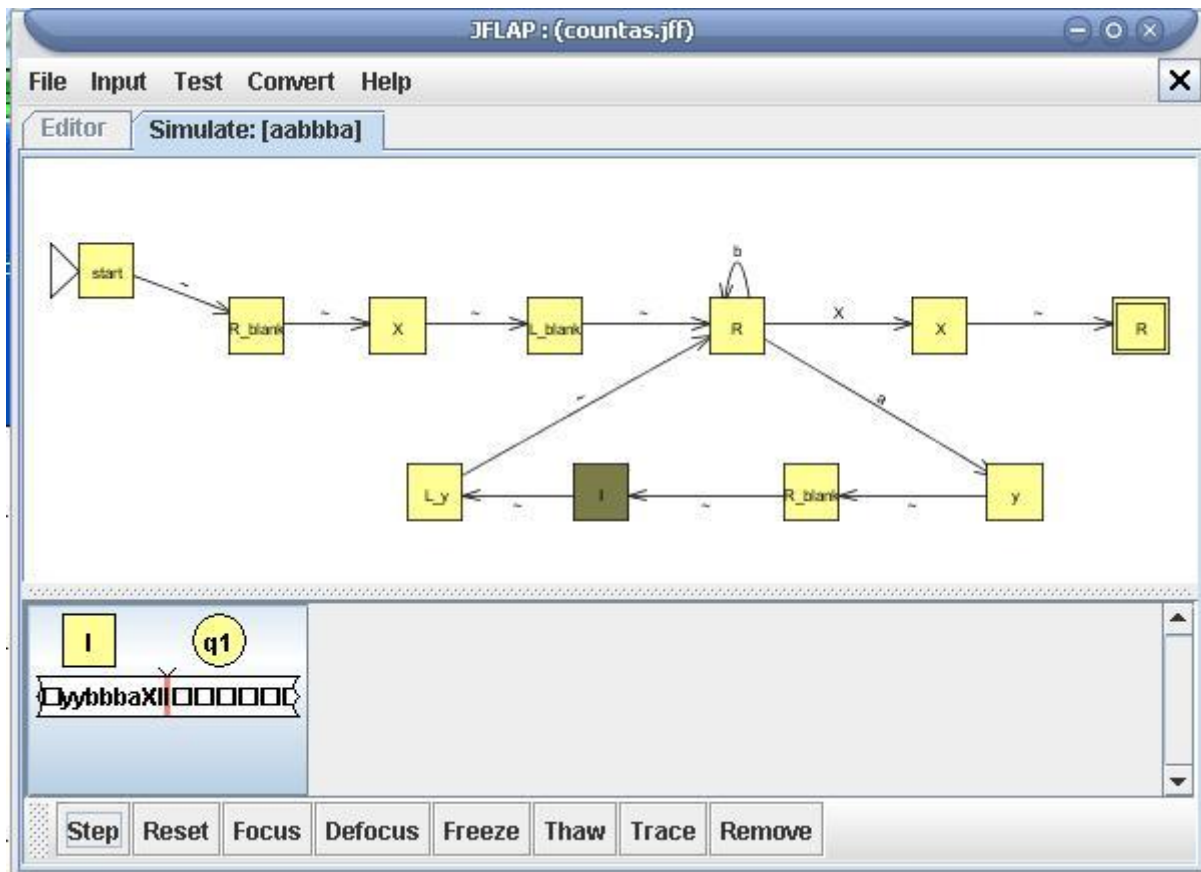 JFLAP : (countas.jff)
File Input Test Convert Help
Editor Simulate: [aabbba]
b
start
~
~ ~ ~ X ~
R_blank X L_blank R X R
~ a
L_y I R_blank y
~ ~ ~
I q1
□yybbbaXII□□□□□□
Step Reset Focus Defocus Freeze Thaw Trace Remove